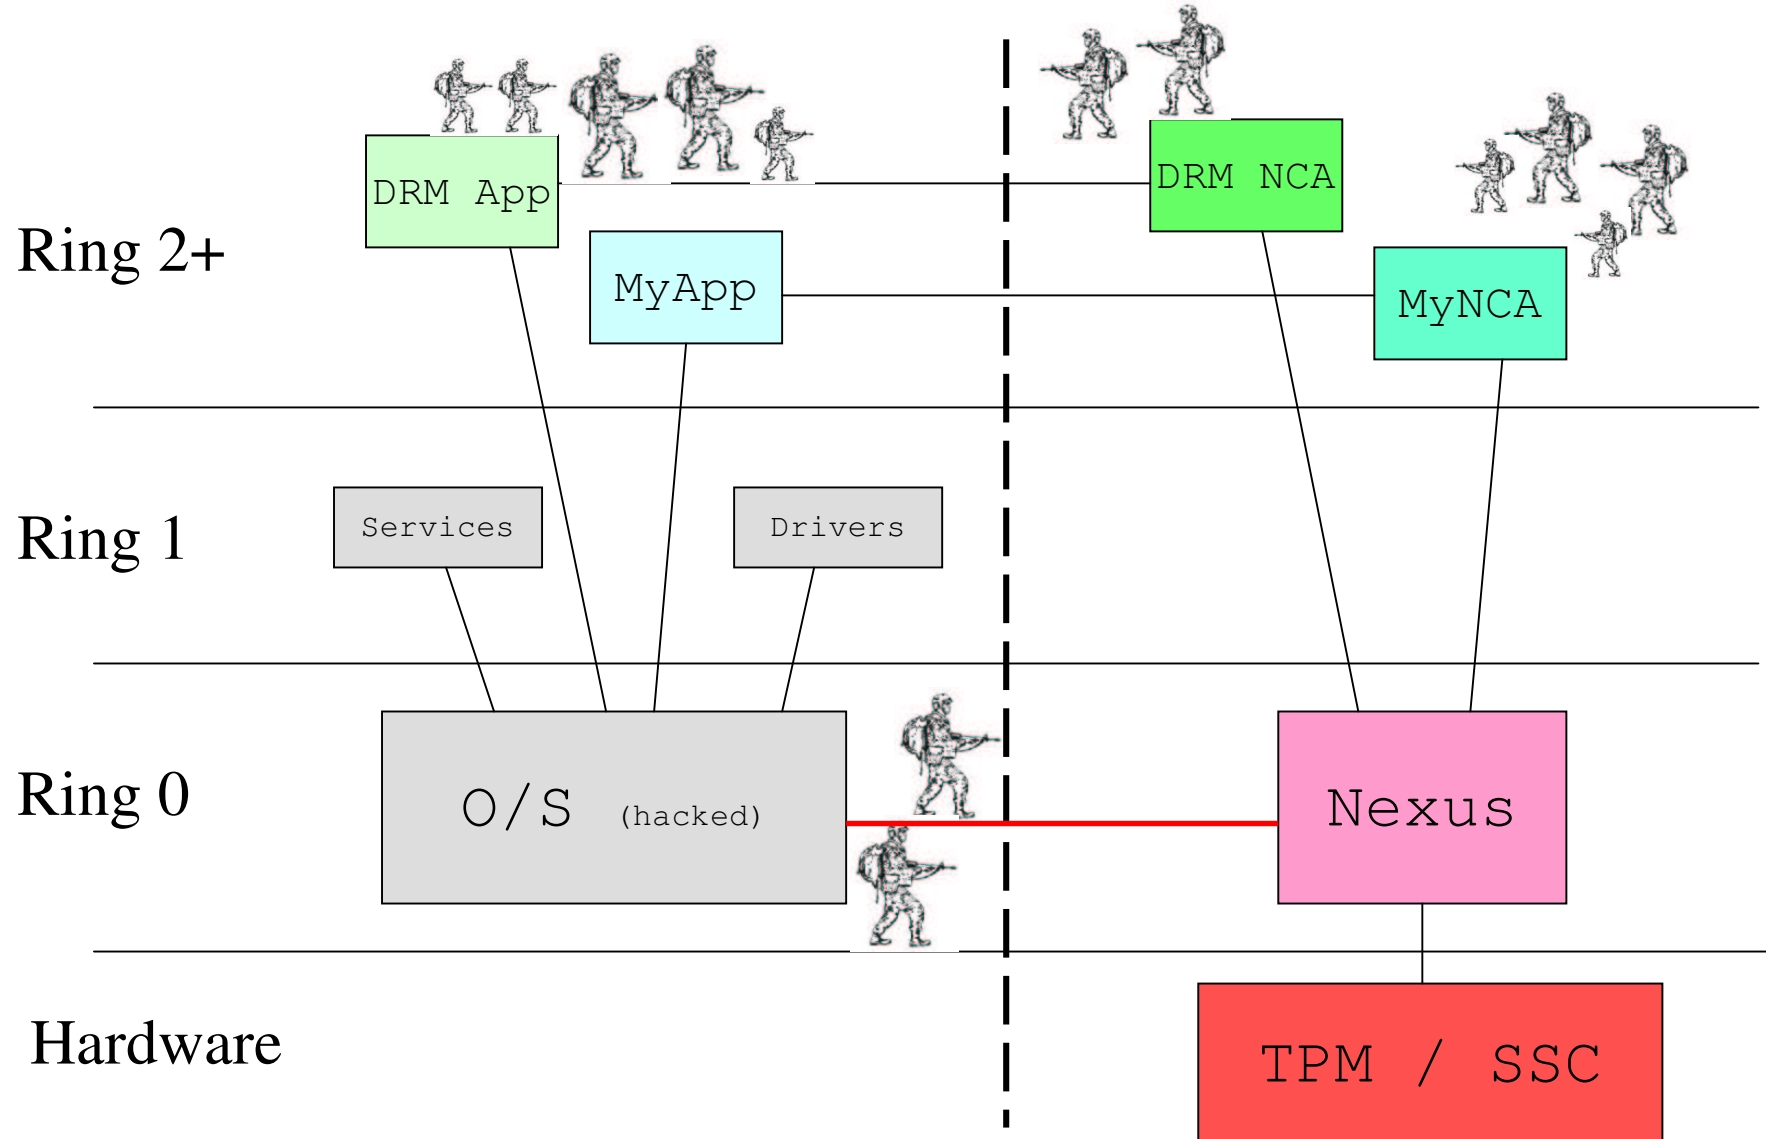 DRM App
DRM NCA
Ring 2+
MyApp
MyNCA
Services
Drivers
Ring 1
Ring 0
O/S (hacked)
Nexus
Hardware
TPM / SSC